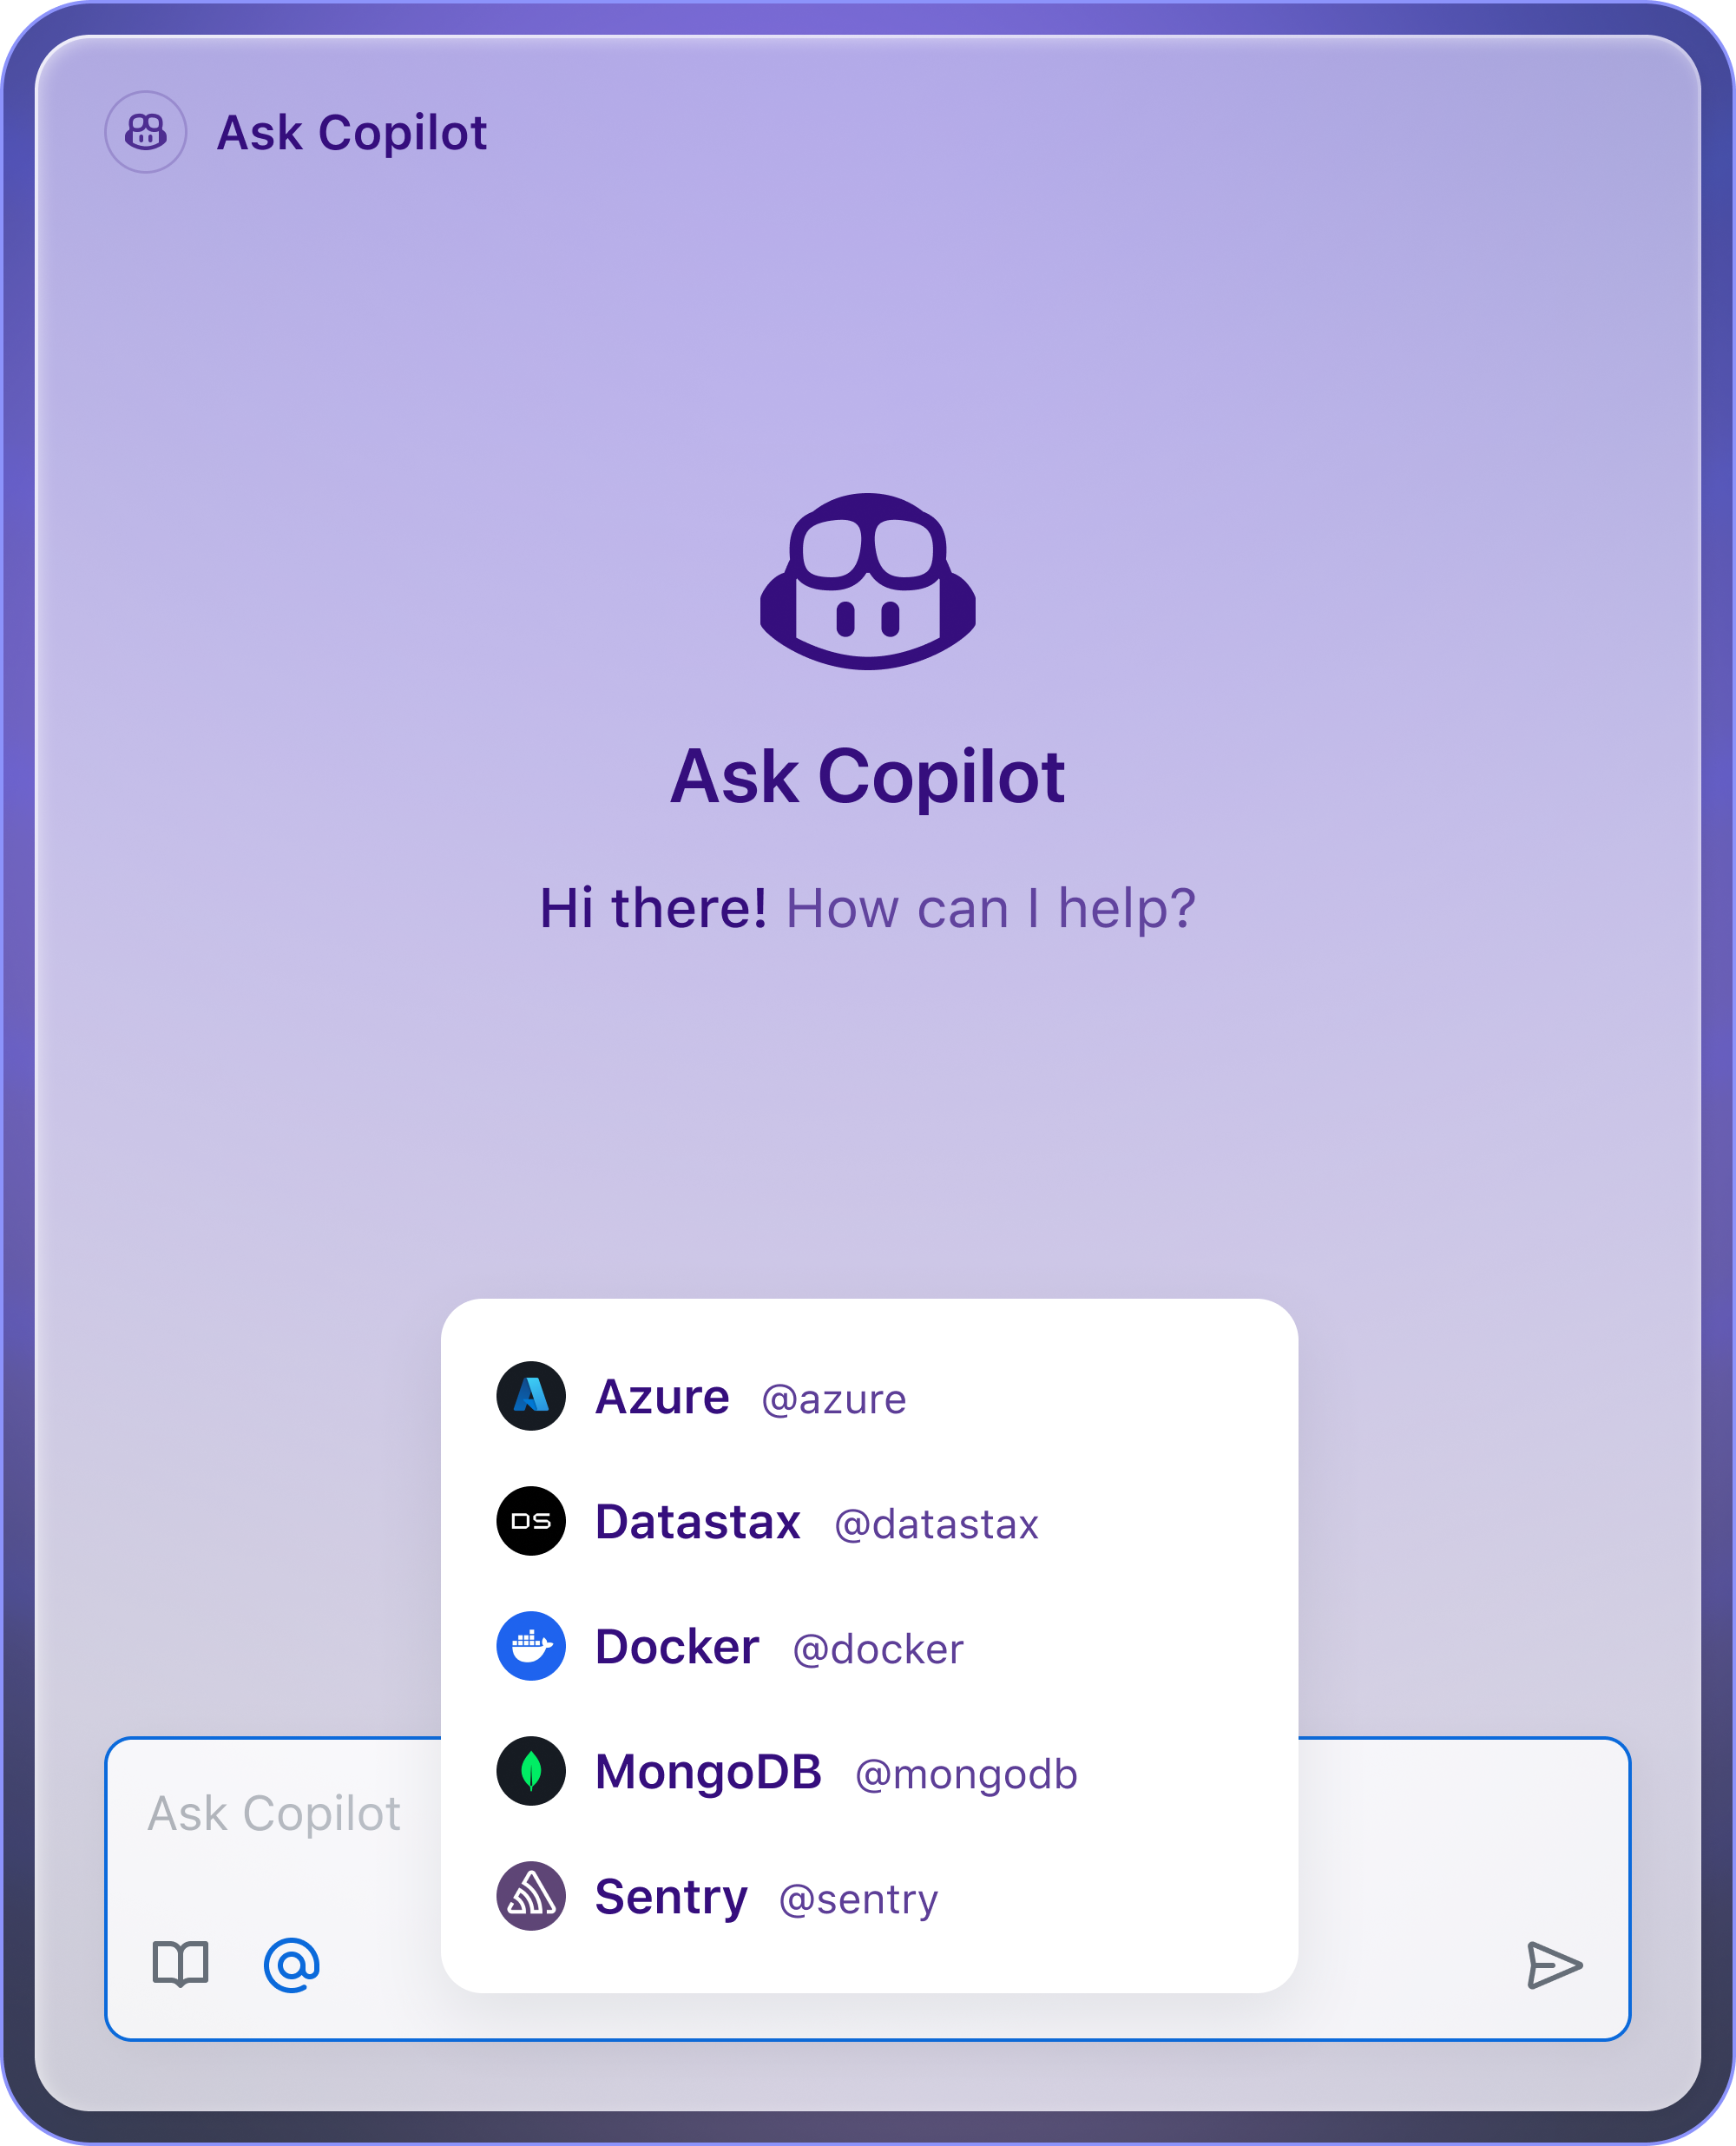 Ask Copilot
Ask Copilot
Hi there! How can I help?
Azure @azure
DS Datastax @datastax
Docker @docker
MongoDB @mongodb
Sentry @sentry
Ask Copilot